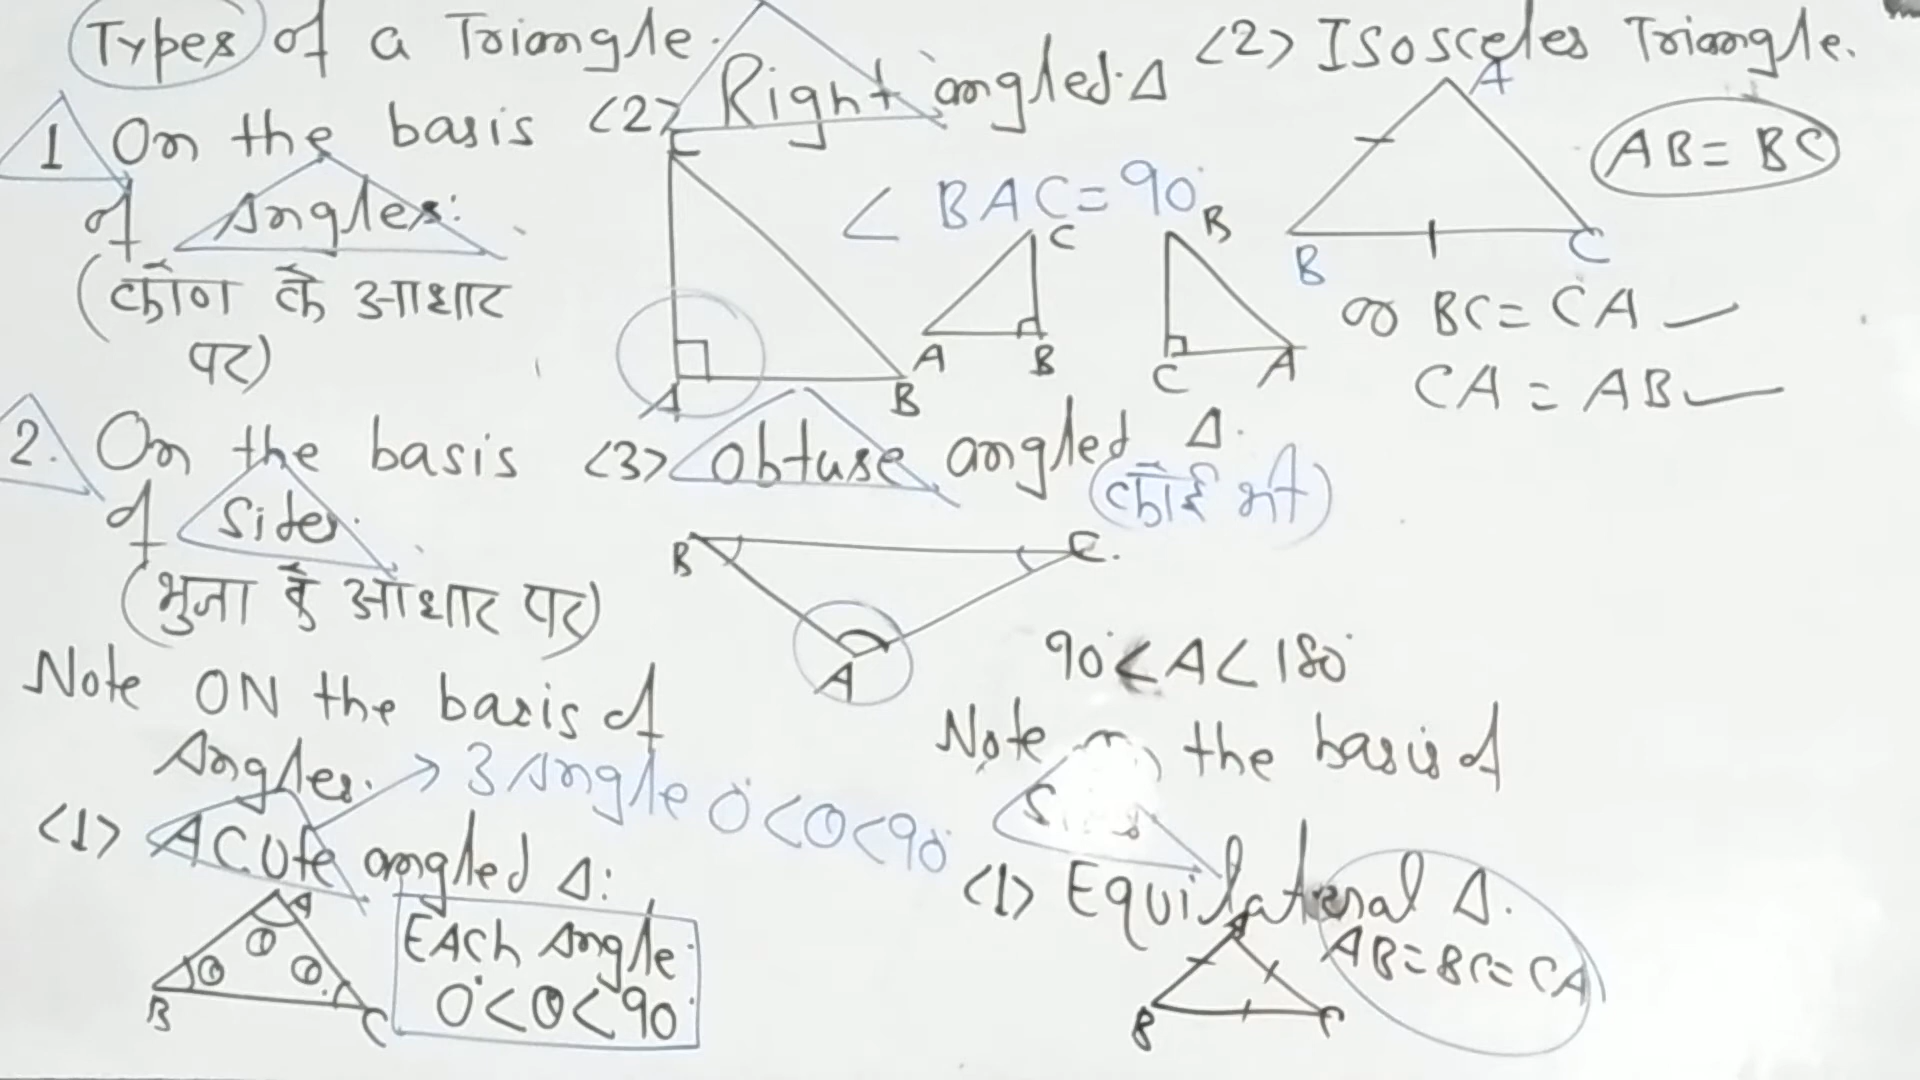 Types of a Triangle.
1 On the basis
of Angles:
(कोण के आधार
पर)
2. On the basis
of Sides.
(भुजा के आधार पर)
Note ON the basis of
Angles.
→ 3 Angle 0°<θ<90°
<1> ACUte angled Δ:
A
θ
θ θ
B C
EACh Angle
0°<θ<90°
<2> Right angled Δ
C
∠ BAC = 90°
A B
C
A B
B
C A
<3> obtuse angled Δ.
B C.
A
90°<A<180°
Note on the basis of
<1> Equilateral Δ.
A
AB=BC=CA
B C
<2> Isosceles Triangle.
A
AB = BC
B C
or BC = CA
CA = AB